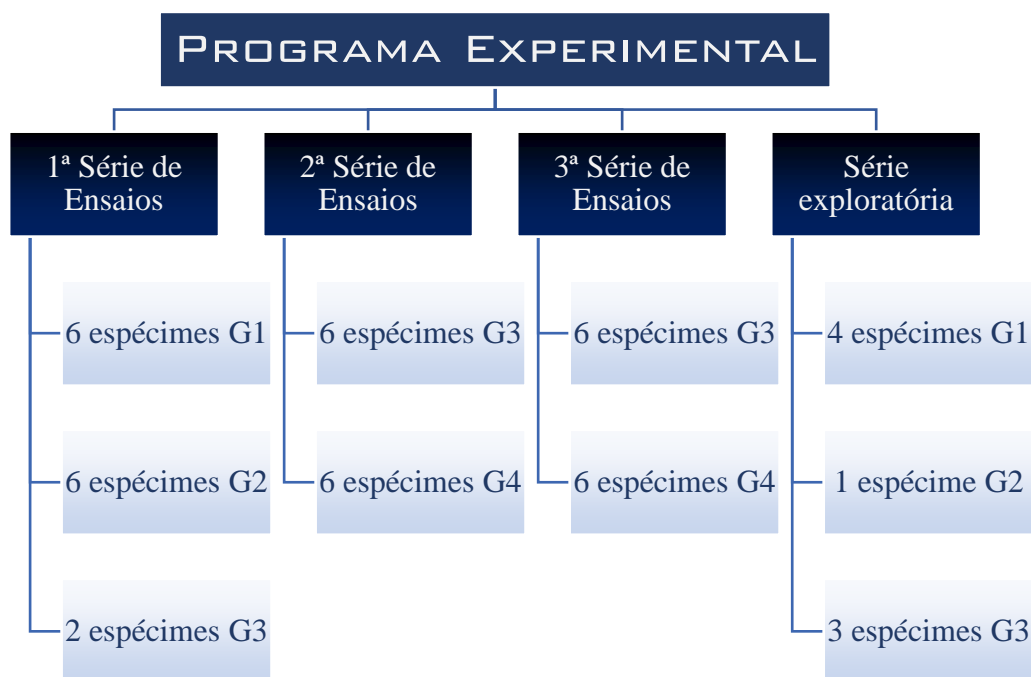 PROGRAMA EXPERIMENTAL
1ª Série de
Ensaios
6 espécimes G1
6 espécimes G2
2 espécimes G3
2ª Série de
Ensaios
6 espécimes G3
6 espécimes G4
3ª Série de
Ensaios
6 espécimes G3
6 espécimes G4
Série
exploratória
4 espécimes G1
1 espécime G2
3 espécimes G3